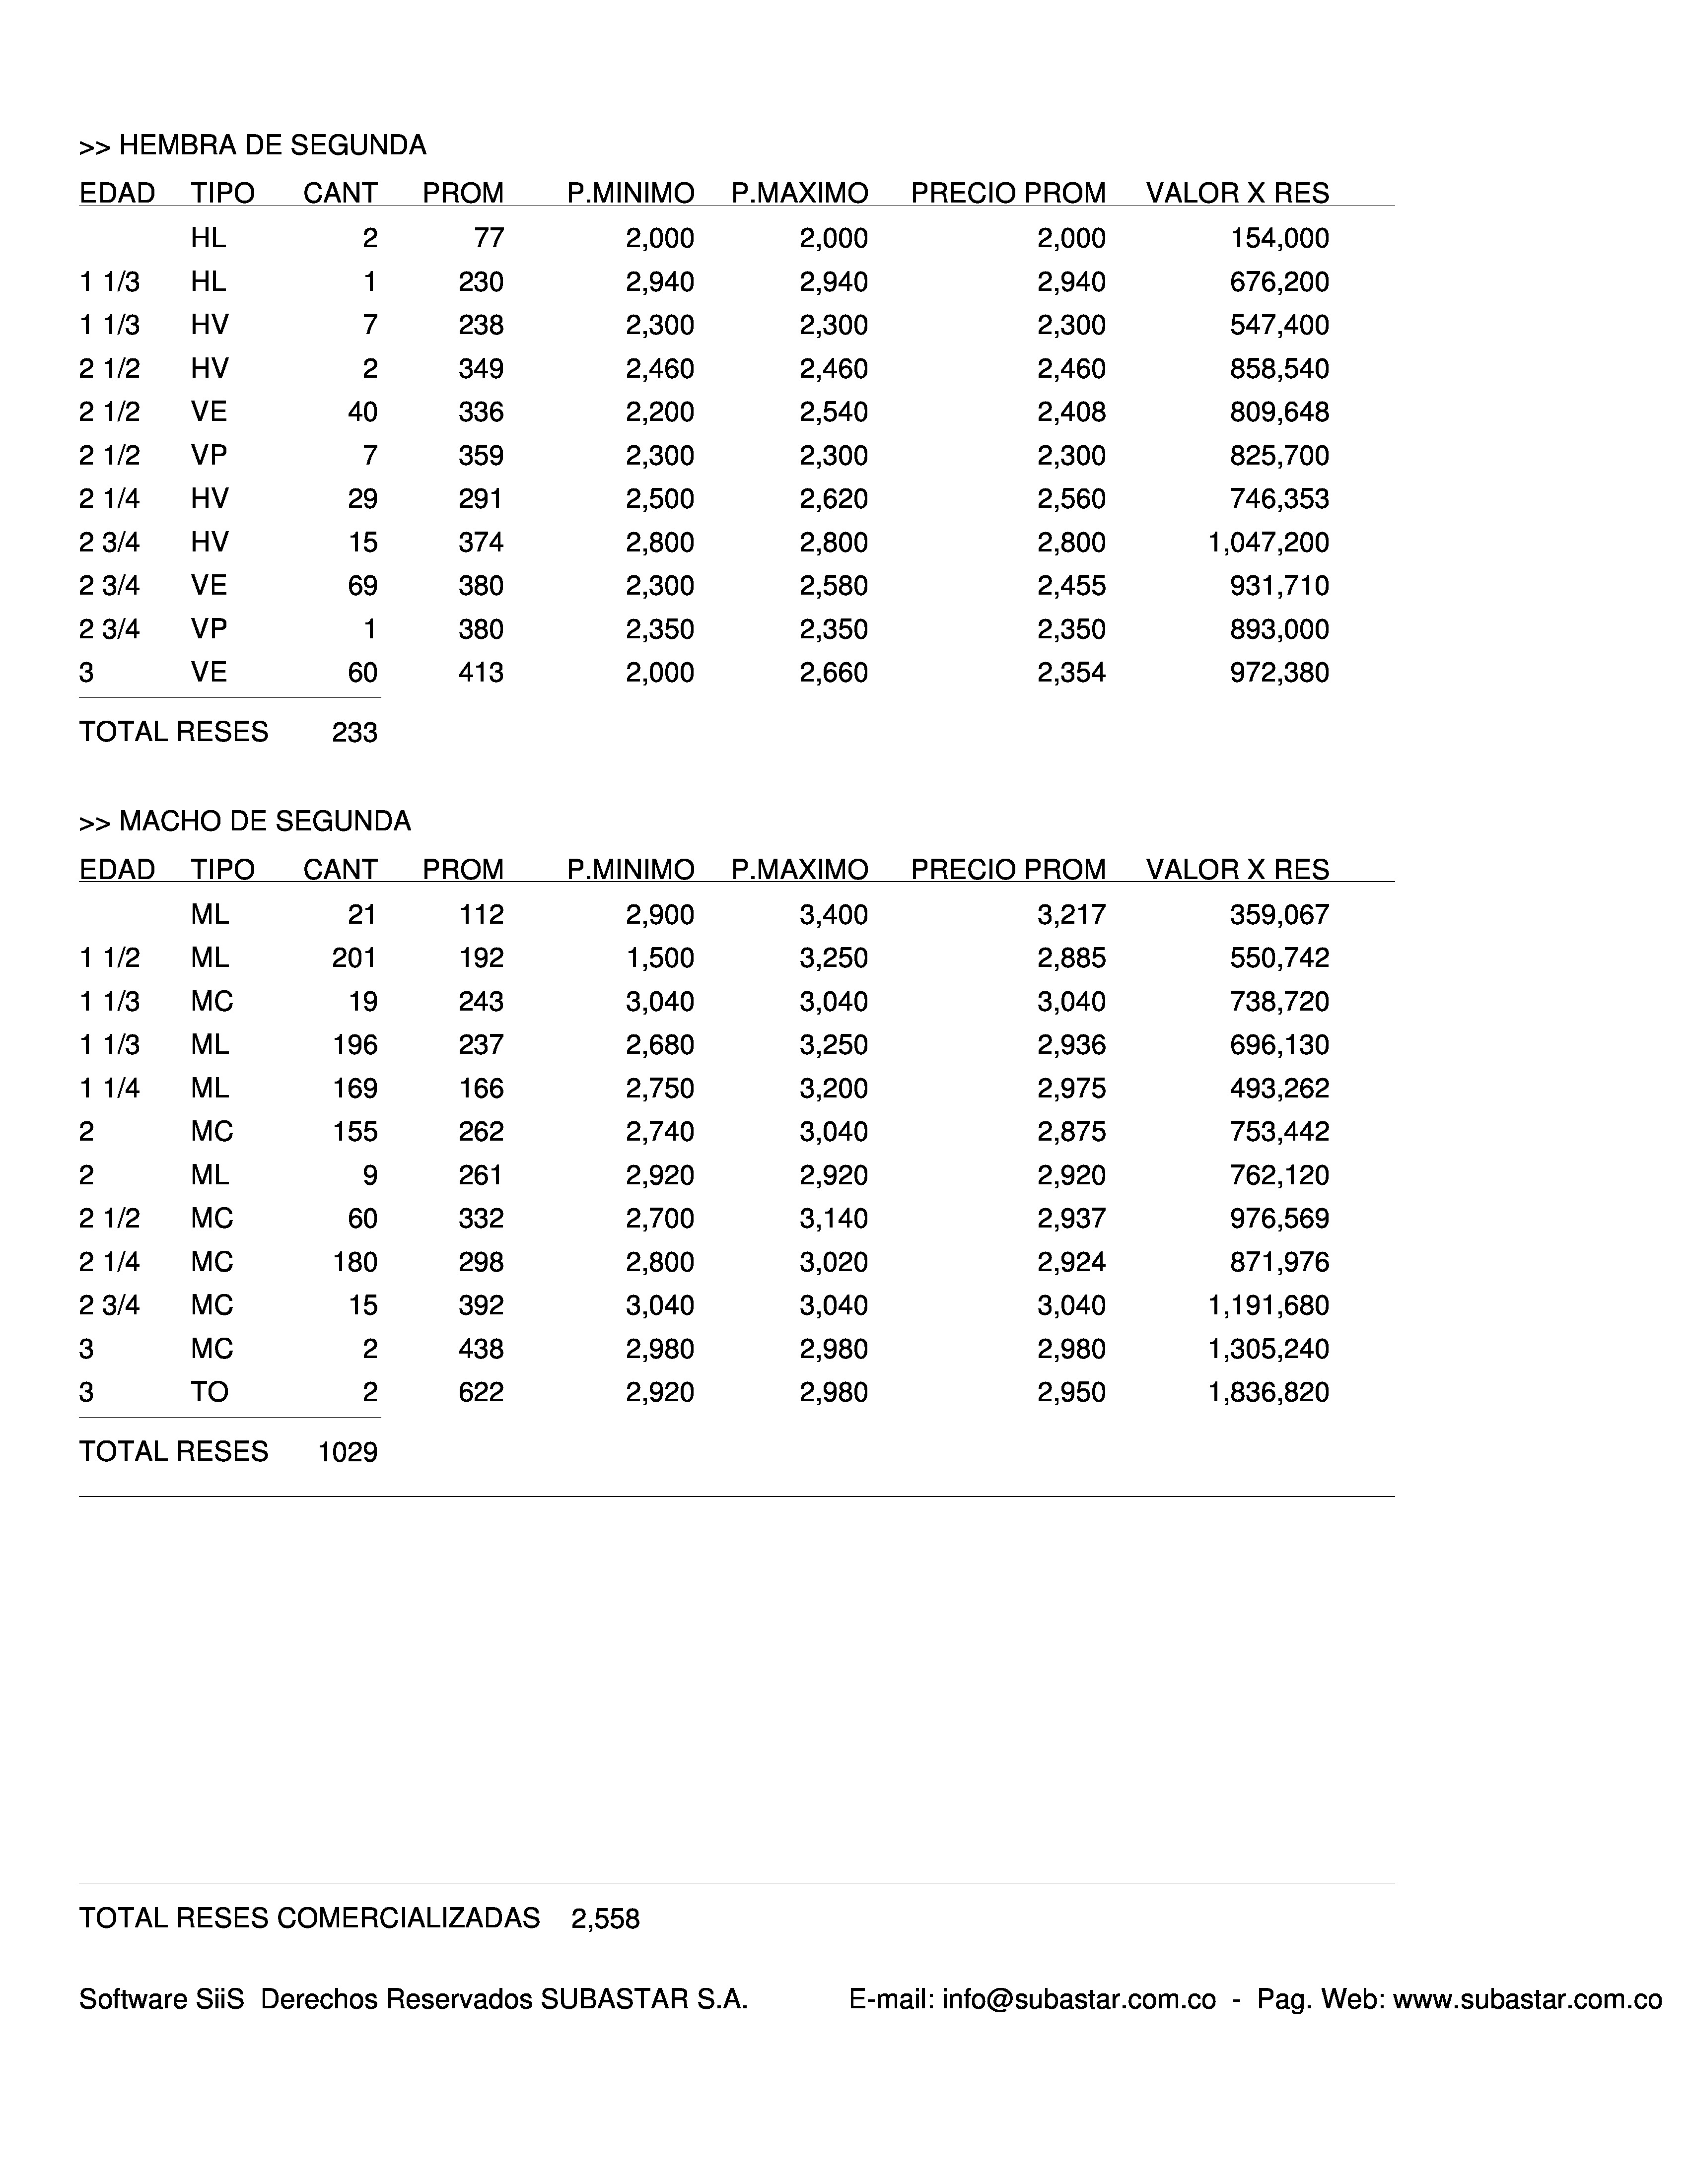 >> HEMBRA DE SEGUNDA
EDAD TIPO CANT PROM P.MINIMO P.MAXIMO PRECIO PROM VALOR X RES
HL 2 77 2,000 2,000 2,000 154,000
1 1/3 HL 1 230 2,940 2,940 2,940 676,200
1 1/3 HV 7 238 2,300 2,300 2,300 547,400
2 1/2 HV 2 349 2,460 2,460 2,460 858,540
2 1/2 VE 40 336 2,200 2,540 2,408 809,648
2 1/2 VP 7 359 2,300 2,300 2,300 825,700
2 1/4 HV 29 291 2,500 2,620 2,560 746,353
2 3/4 HV 15 374 2,800 2,800 2,800 1,047,200
2 3/4 VE 69 380 2,300 2,580 2,455 931,710
2 3/4 VP 1 380 2,350 2,350 2,350 893,000
3 VE 60 413 2,000 2,660 2,354 972,380
TOTAL RESES 233
>> MACHO DE SEGUNDA
EDAD TIPO CANT PROM P.MINIMO P.MAXIMO PRECIO PROM VALOR X RES
ML 21 112 2,900 3,400 3,217 359,067
1 1/2 ML 201 192 1,500 3,250 2,885 550,742
1 1/3 MC 19 243 3,040 3,040 3,040 738,720
1 1/3 ML 196 237 2,680 3,250 2,936 696,130
1 1/4 ML 169 166 2,750 3,200 2,975 493,262
2 MC 155 262 2,740 3,040 2,875 753,442
2 ML 9 261 2,920 2,920 2,920 762,120
2 1/2 MC 60 332 2,700 3,140 2,937 976,569
2 1/4 MC 180 298 2,800 3,020 2,924 871,976
2 3/4 MC 15 392 3,040 3,040 3,040 1,191,680
3 MC 2 438 2,980 2,980 2,980 1,305,240
3 TO 2 622 2,920 2,980 2,950 1,836,820
TOTAL RESES 1029
TOTAL RESES COMERCIALIZADAS 2,558
Software SiiS Derechos Reservados SUBASTAR S.A. E-mail: info@subastar.com.co - Pag. Web: www.subastar.com.co